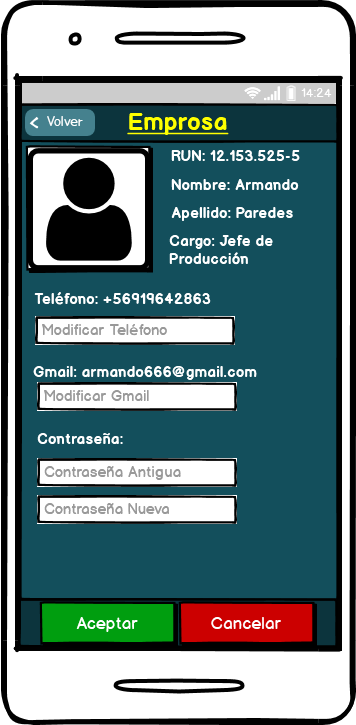 14:24
Volver
Emprosa
RUN: 12.153.525-5
Nombre: Armando
Apellido: Paredes
Cargo: Jefe de
Producción
Teléfono: +56919642863
Modificar Teléfono
Gmail: armando666@gmail.com
Modificar Gmail
Contraseña:
Contraseña Antigua
Contraseña Nueva
Aceptar
Cancelar